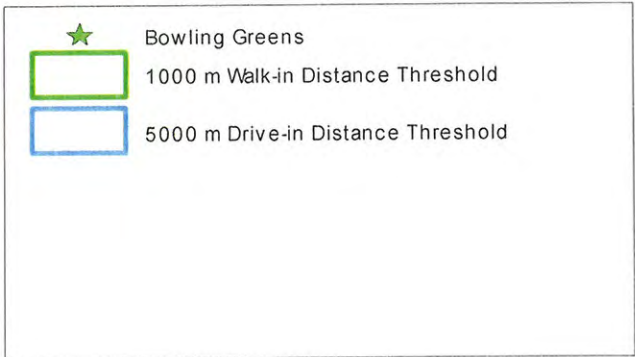 Bowling Greens
1000 m Walk-in Distance Threshold
5000 m Drive-in Distance Threshold